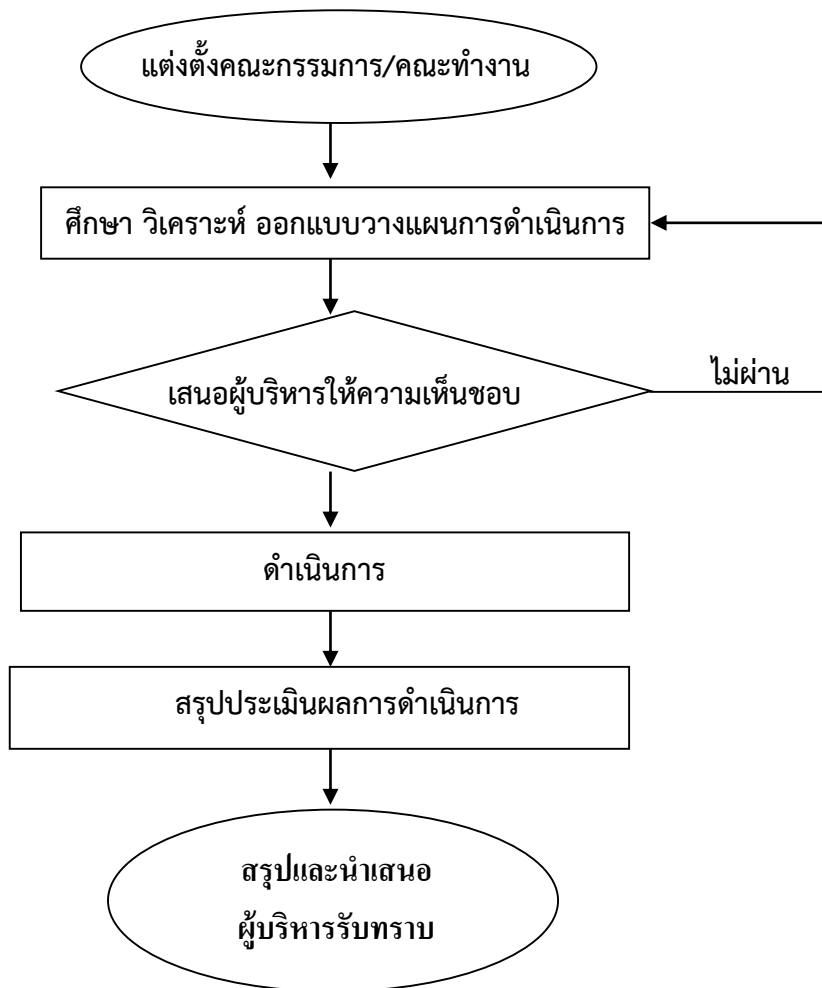 แต่งตั้งคณะกรรมการ/คณะทำงาน
ศึกษา วิเคราะห์ ออกแบบวางแผนการดำเนินการ
เสนอผู้บริหารให้ความเห็นชอบ
ไม่ผ่าน
ดำเนินการ
สรุปประเมินผลการดำเนินการ
สรุปและนำเสนอ
ผู้บริหารรับทราบ